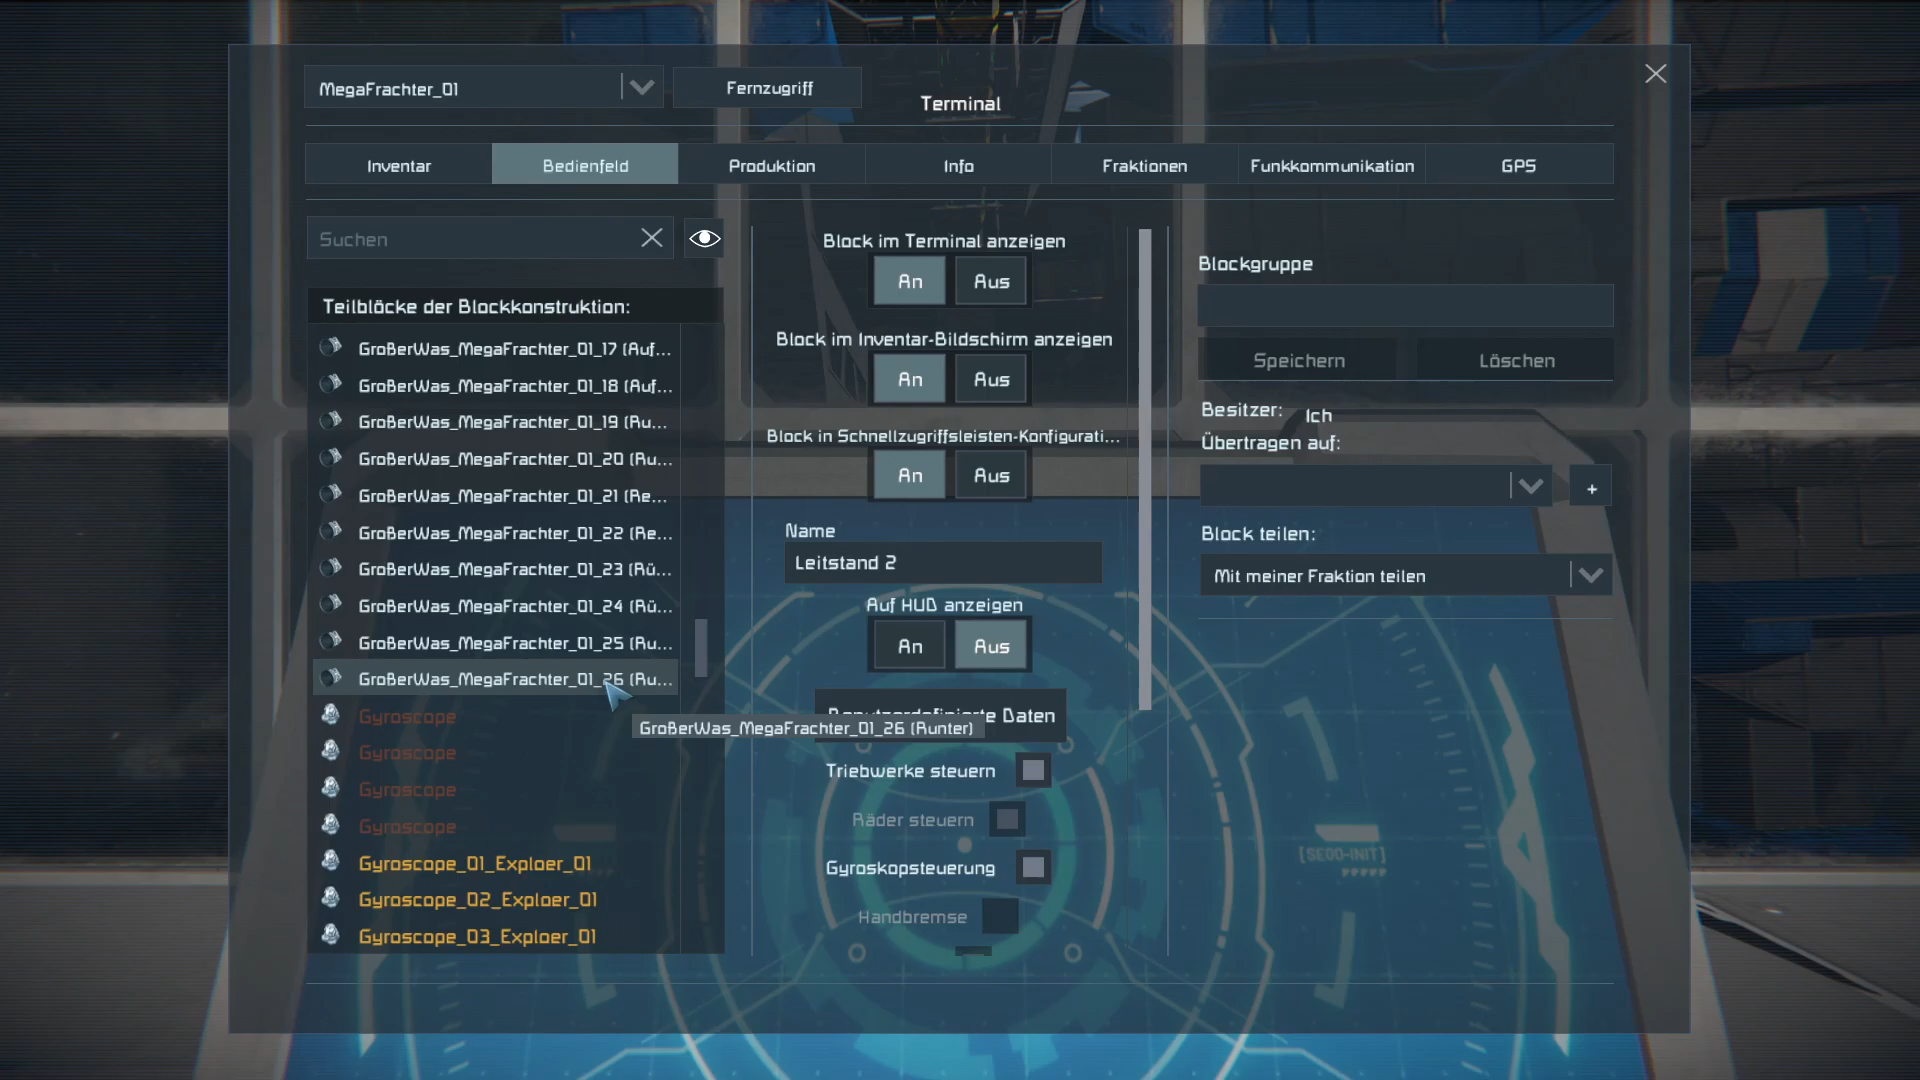 MegaFrachter_01
Fernzugriff
Terminal
Inventar
Bedienfeld
Produktion
Info
Fraktionen
Funkkommunikation
GPS
Suchen
Teilblöcke der Blockkonstruktion:
GroßerWas_MegaFrachter_01_17 (Auf...
GroßerWas_MegaFrachter_01_18 (Auf...
GroßerWas_MegaFrachter_01_19 (Ru...
GroßerWas_MegaFrachter_01_20 (Ru...
GroßerWas_MegaFrachter_01_21 (Re...
GroßerWas_MegaFrachter_01_22 (Re...
GroßerWas_MegaFrachter_01_23 (Rü...
GroßerWas_MegaFrachter_01_24 (Rü...
GroßerWas_MegaFrachter_01_25 (Ru...
GroßerWas_MegaFrachter_01_26 (Ru...
Gyroscope
Gyroscope
Gyroscope
Gyroscope
Gyroscope_01_Exploer_01
Gyroscope_02_Exploer_01
Gyroscope_03_Exploer_01
GroßerWas_MegaFrachter_01_26 (Runter)
Block im Terminal anzeigen
An Aus
Block im Inventar-Bildschirm anzeigen
An Aus
Block in Schnellzugriffsleisten-Konfigurati...
An Aus
Name
Leitstand 2
Auf HUD anzeigen
An Aus
Benutzerdefinierte Daten
Triebwerke steuern
Räder steuern
Gyroskopsteuerung
Handbremse
Blockgruppe
Speichern
Löschen
Besitzer: Ich
Übertragen auf:
+
Block teilen:
Mit meiner Fraktion teilen
[SE00-INIT]